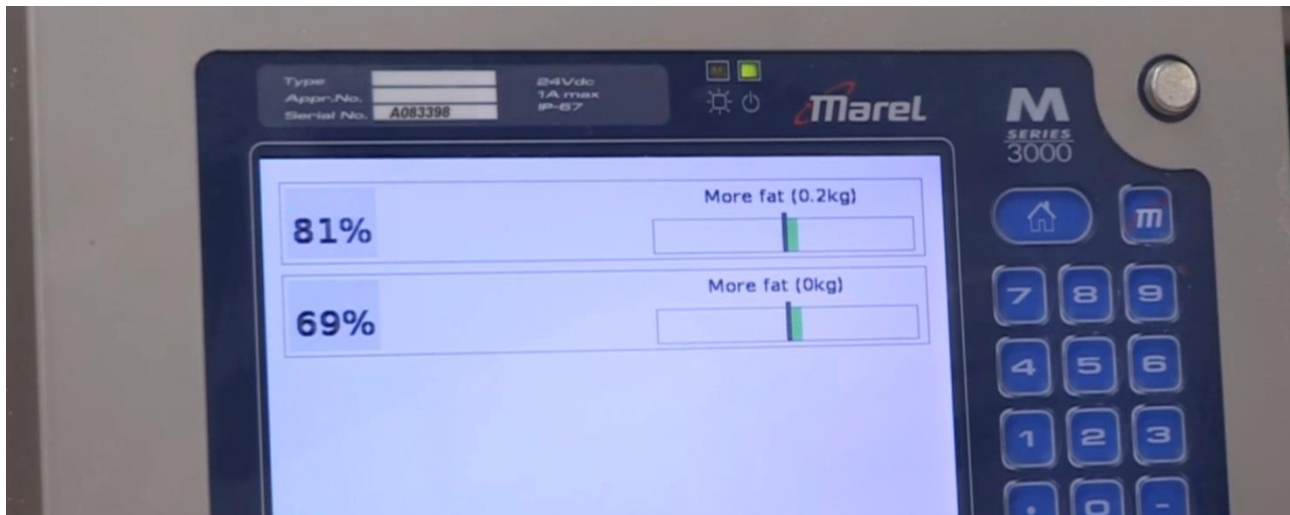 Type
Appr.No.
Serial No. A083398
24Vdc
1A max
IP-67
marel
M
SERIES
3000
More fat (0.2kg)
81%
More fat (0kg)
69%
m
7 8 9
4 5 6
1 2 3
. 0 -